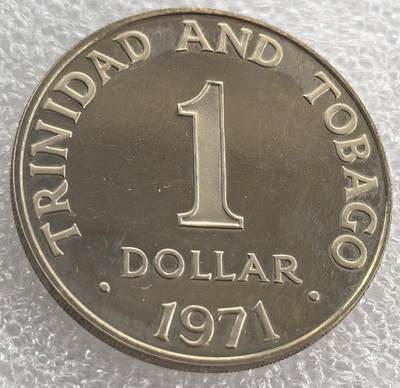 TRINIDAD AND TOBAGO
1
DOLLAR
· 1971 ·